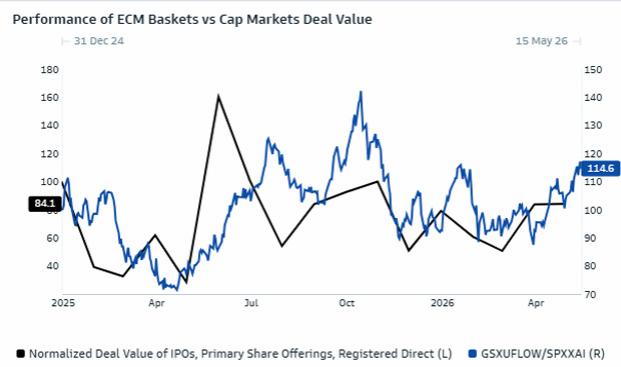 Performance of ECM Baskets vs Cap Markets Deal Value
31 Dec 24
15 May 26
180
160
140
120
100
80
60
40
84.1
150
140
130
120
110
100
90
80
70
114.6
2025
Apr
Jul
Oct
2026
Apr
Normalized Deal Value of IPOs, Primary Share Offerings, Registered Direct (L)
GSXUFLOW/SPXXAI (R)